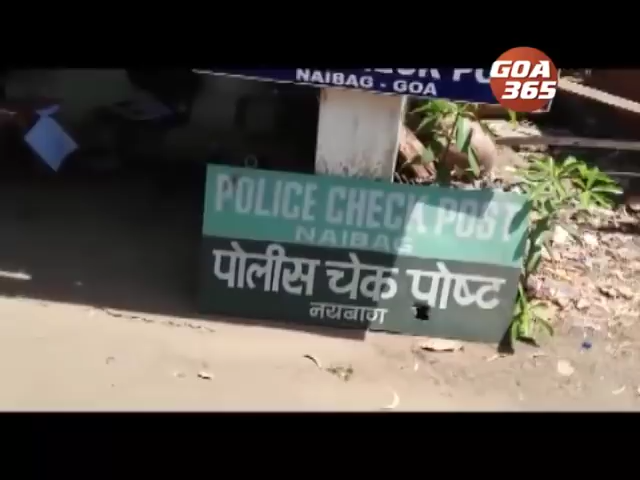 NAIBAG - GOA
GOA
365
POLICE CHECK POST
NAIBAG
पोलीस चेक पोष्ट
नयबाग